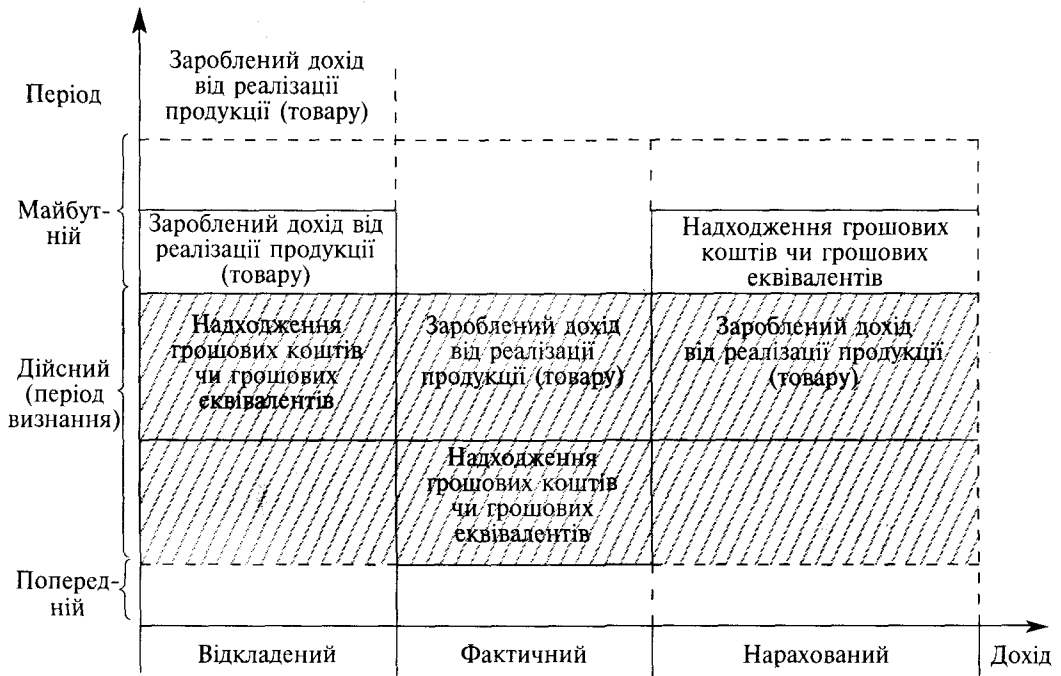 Зароблений дохід
від реалізації
продукції (товару)
Період
Майбут-
ній
Зароблений дохід від
реалізації продукції
(товару)
Надходження грошових
коштів чи грошових
еквівалентів
Дійсний
(період
визнання)
Надходження
грошових коштів
чи грошових
еквівалентів
Зароблений дохід
від реалізації
продукції (товару)
Зароблений дохід
від реалізації продукції
(товару)
Надходження
грошових коштів
чи грошових
еквівалентів
Поперед-
ній
Відкладений
Фактичний
Нарахований
Дохід